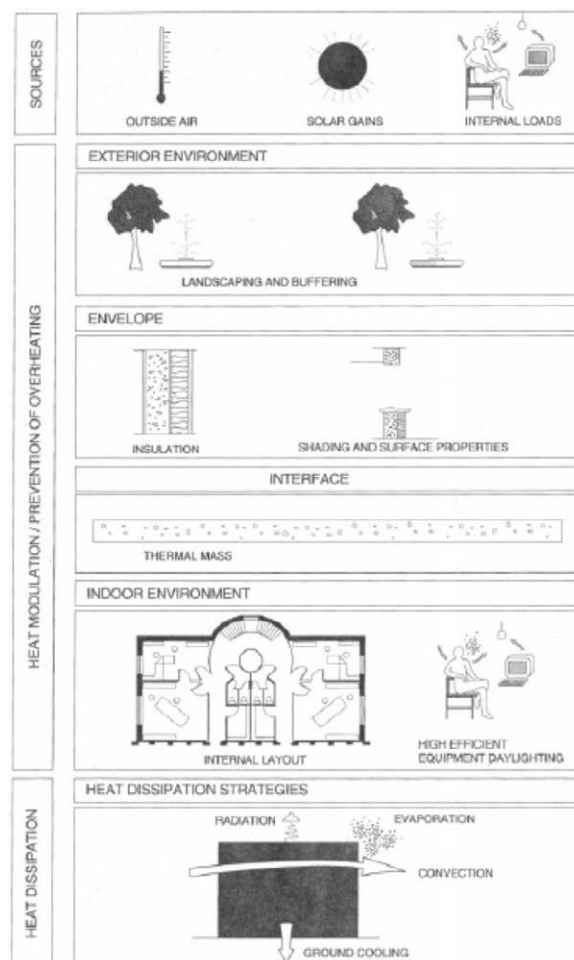 SOURCES
OUTSIDE AIR
SOLAR GAINS
INTERNAL LOADS
HEAT MODULATION / PREVENTION OF OVERHEATING
EXTERIOR ENVIRONMENT
LANDSCAPING AND BUFFERING
ENVELOPE
INSULATION
SHADING AND SURFACE PROPERTIES
INTERFACE
THERMAL MASS
INDOOR ENVIRONMENT
INTERNAL LAYOUT
HIGH EFFICIENT
EQUIPMENT DAYLIGHTING
HEAT DISSIPATION
HEAT DISSIPATION STRATEGIES
RADIATION
EVAPORATION
CONVECTION
GROUND COOLING